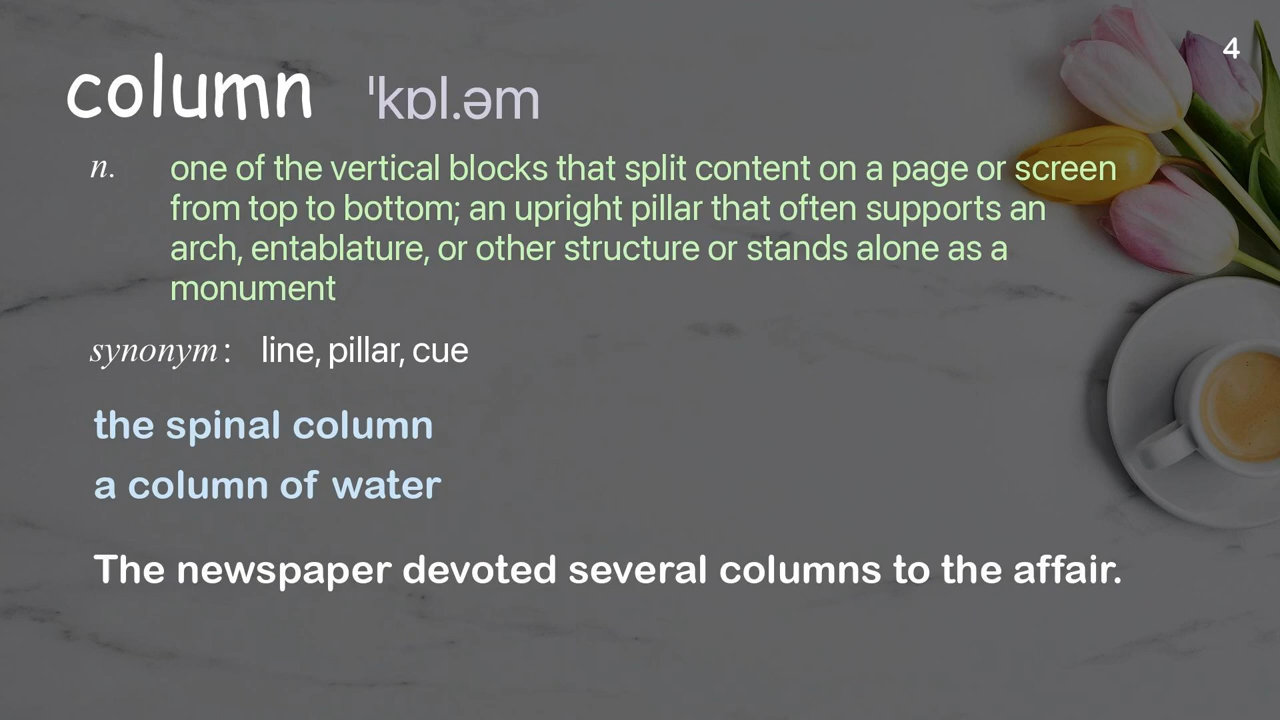 4
column ˈkɒl.əm
n. one of the vertical blocks that split content on a page or screen
from top to bottom; an upright pillar that often supports an
arch, entablature, or other structure or stands alone as a
monument
synonym: line, pillar, cue
the spinal column
a column of water
The newspaper devoted several columns to the affair.